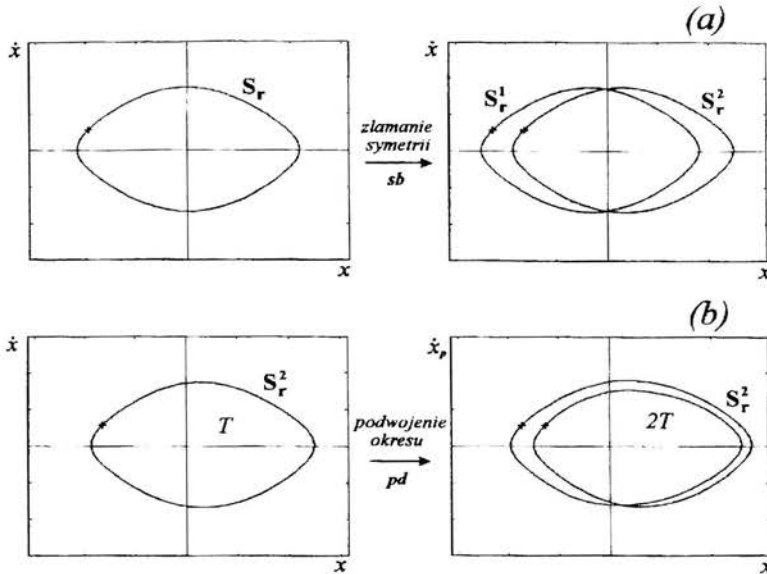 (a)
ẋ
S_r
x
złamanie
symetrii
sb
S_r^1
S_r^2
x
(b)
ẋ
S_r^2
T
x
podwojenie
okresu
pd
ẋ_p
S_r^2
2T
x